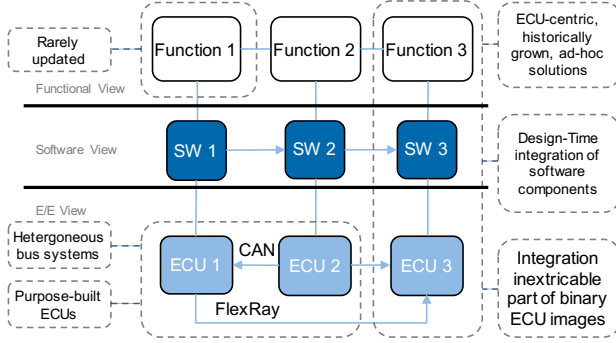 Rarely
updated
Function 1
Function 2
Function 3
ECU-centric,
historically
grown, ad-hoc
solutions
Functional View
Software View
SW 1
SW 2
SW 3
Design-Time
integration of
software
components
E/E View
Hetergoneous
bus systems
Purpose-built
ECUs
ECU 1
CAN
ECU 2
ECU 3
FlexRay
Integration
inextricable
part of binary
ECU images